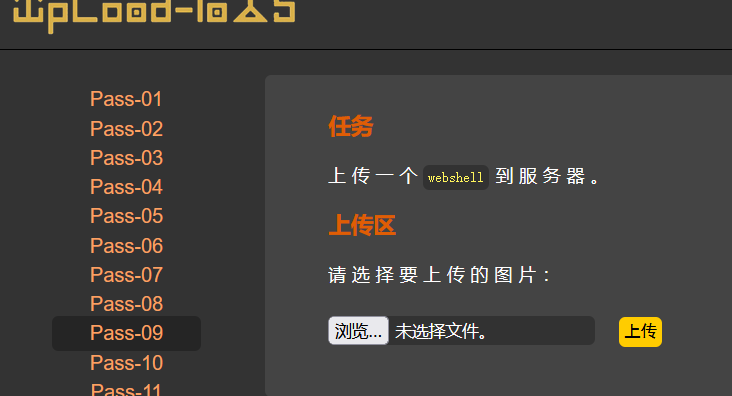 upload-labs
Pass-01
Pass-02
Pass-03
Pass-04
Pass-05
Pass-06
Pass-07
Pass-08
Pass-09
Pass-10
Pass-11
任务
上传一个 webshell 到服务器。
上传区
请选择要上传的图片：
浏览... 未选择文件。 上传